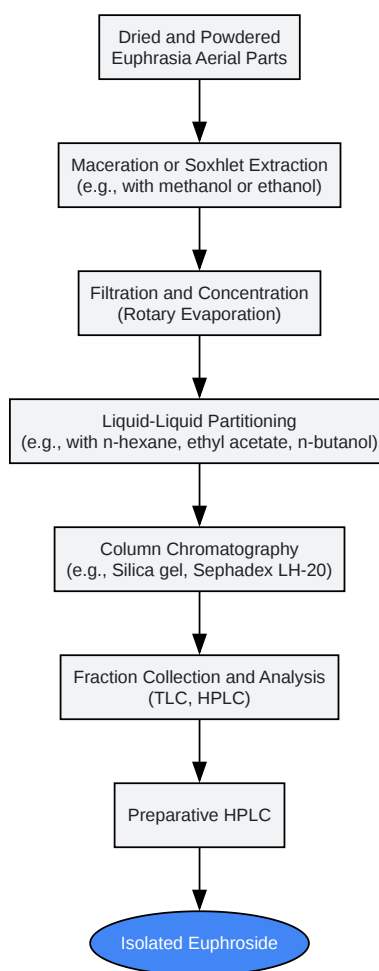 Dried and Powdered
Euphrasia Aerial Parts
Maceration or Soxhlet Extraction
(e.g., with methanol or ethanol)
Filtration and Concentration
(Rotary Evaporation)
Liquid-Liquid Partitioning
(e.g., with n-hexane, ethyl acetate, n-butanol)
Column Chromatography
(e.g., Silica gel, Sephadex LH-20)
Fraction Collection and Analysis
(TLC, HPLC)
Preparative HPLC
Isolated Euphroside